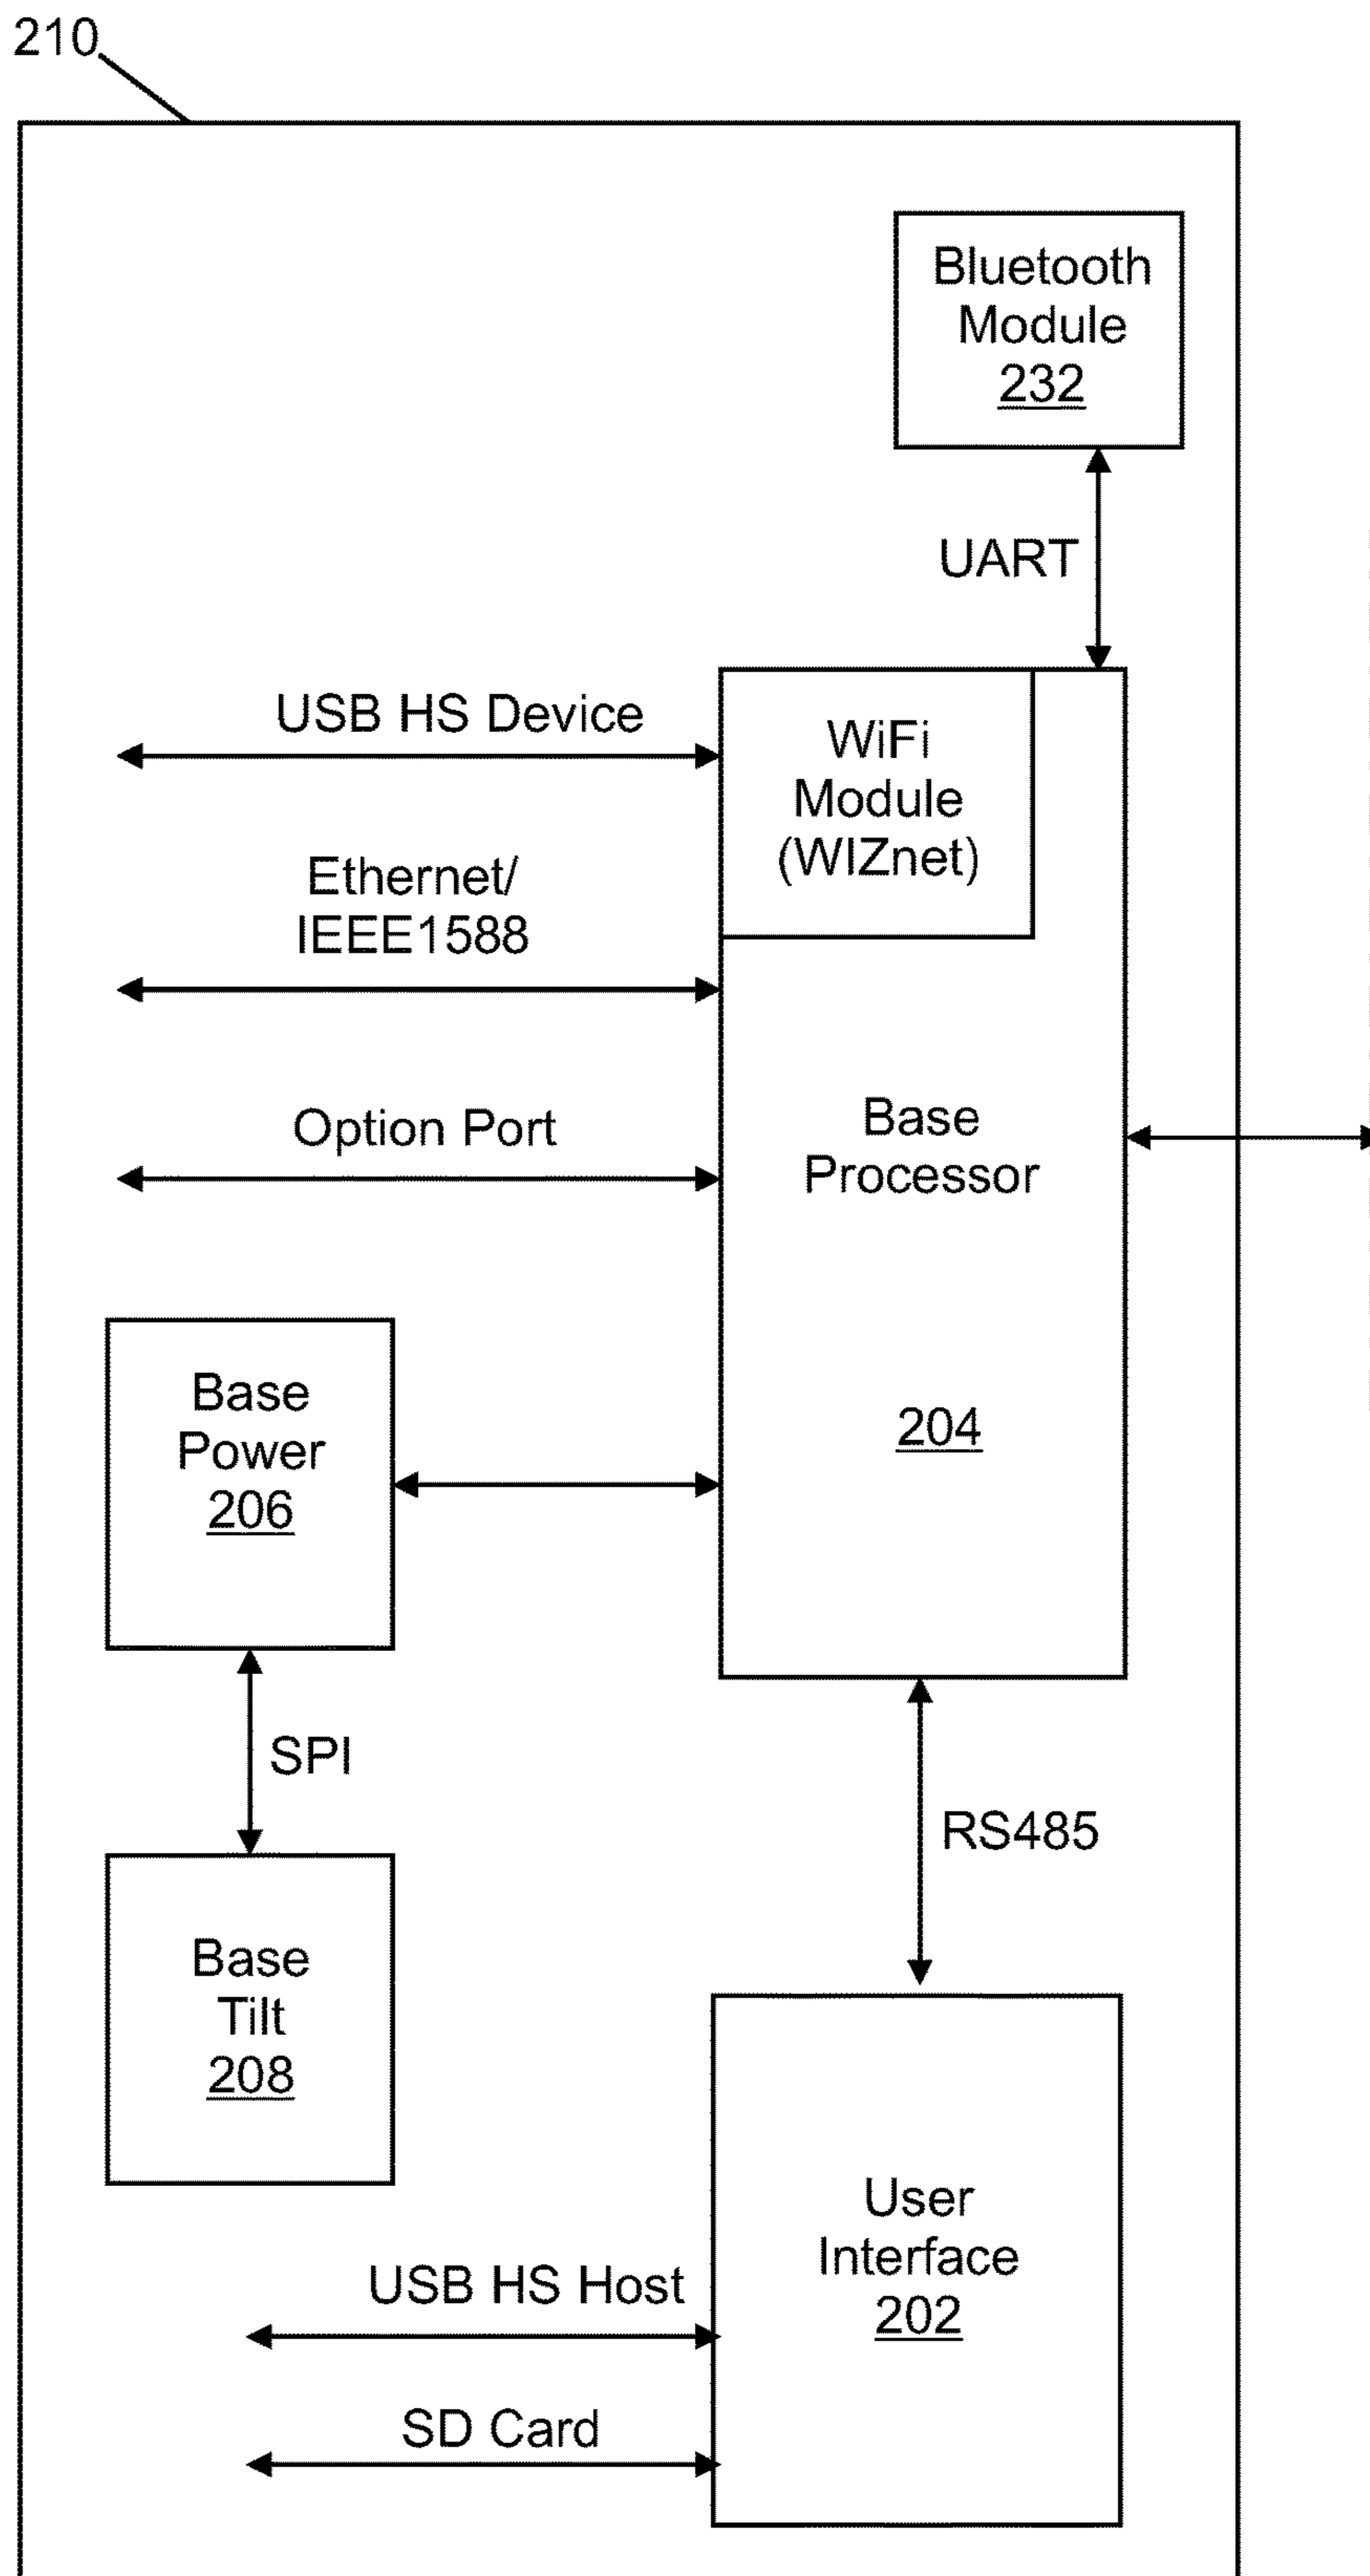 210
Bluetooth
Module
232
UART
USB HS Device
WiFi
Module
(WIZnet)
Ethernet/
IEEE1588
Option Port
Base
Processor
204
Base
Power
206
SPI
RS485
Base
Tilt
208
User
Interface
202
USB HS Host
SD Card